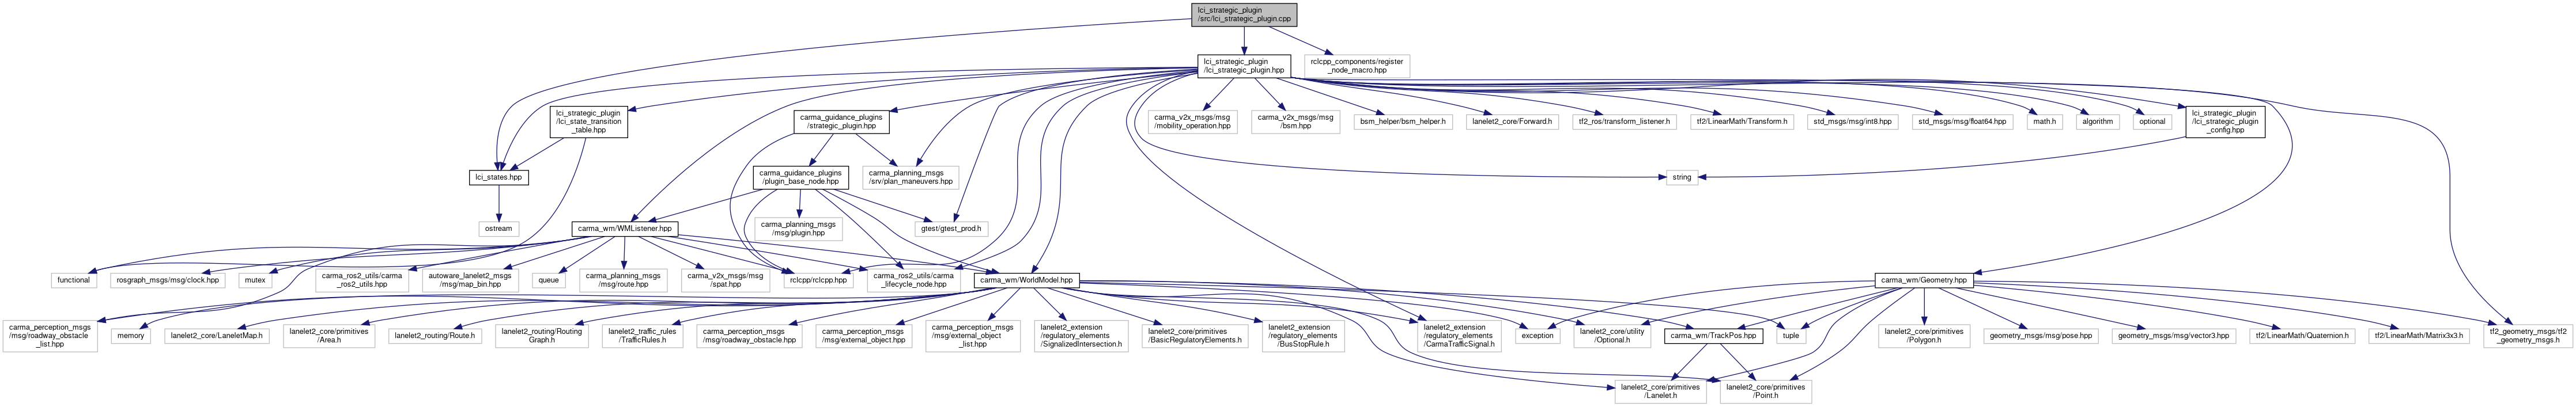 lci_strategic_plugin
/src/lci_strategic_plugin.cpp
lci_strategic_plugin
/lci_strategic_plugin.hpp
rclcpp_components/register
_node_macro.hpp
lci_strategic_plugin
/lci_state_transition
_table.hpp
carma_guidance_plugins
/strategic_plugin.hpp
carma_v2x_msgs/msg
/mobility_operation.hpp
carma_v2x_msgs/msg
/bsm.hpp
bsm_helper/bsm_helper.h
lanelet2_core/Forward.h
tf2_ros/transform_listener.h
tf2/LinearMath/Transform.h
std_msgs/msg/int8.hpp
std_msgs/msg/float64.hpp
math.h
algorithm
optional
lci_strategic_plugin
/lci_strategic_plugin
_config.hpp
lci_states.hpp
carma_guidance_plugins
/plugin_base_node.hpp
carma_planning_msgs
/srv/plan_maneuvers.hpp
string
ostream
carma_wm/WMListener.hpp
carma_planning_msgs
/msg/plugin.hpp
gtest/gtest_prod.h
functional
rosgraph_msgs/msg/clock.hpp
mutex
carma_ros2_utils/carma
_ros2_utils.hpp
autoware_lanelet2_msgs
/msg/map_bin.hpp
queue
carma_planning_msgs
/msg/route.hpp
carma_v2x_msgs/msg
/spat.hpp
rclcpp/rclcpp.hpp
carma_ros2_utils/carma
_lifecycle_node.hpp
carma_wm/WorldModel.hpp
carma_wm/Geometry.hpp
carma_perception_msgs
/msg/roadway_obstacle
_list.hpp
memory
lanelet2_core/LaneletMap.h
lanelet2_core/primitives
/Area.h
lanelet2_routing/Route.h
lanelet2_routing/Routing
Graph.h
lanelet2_traffic_rules
/TrafficRules.h
carma_perception_msgs
/msg/roadway_obstacle.hpp
carma_perception_msgs
/msg/external_object.hpp
carma_perception_msgs
/msg/external_object
_list.hpp
lanelet2_extension
/regulatory_elements
/SignalizedIntersection.h
lanelet2_core/primitives
/BasicRegulatoryElements.h
lanelet2_extension
/regulatory_elements
/BusStopRule.h
lanelet2_extension
/regulatory_elements
/CarmaTrafficSignal.h
exception
lanelet2_core/utility
/Optional.h
carma_wm/TrackPos.hpp
tuple
lanelet2_core/primitives
/Polygon.h
geometry_msgs/msg/pose.hpp
geometry_msgs/msg/vector3.hpp
tf2/LinearMath/Quaternion.h
tf2/LinearMath/Matrix3x3.h
tf2_geometry_msgs/tf2
_geometry_msgs.h
lanelet2_core/primitives
/Lanelet.h
lanelet2_core/primitives
/Point.h